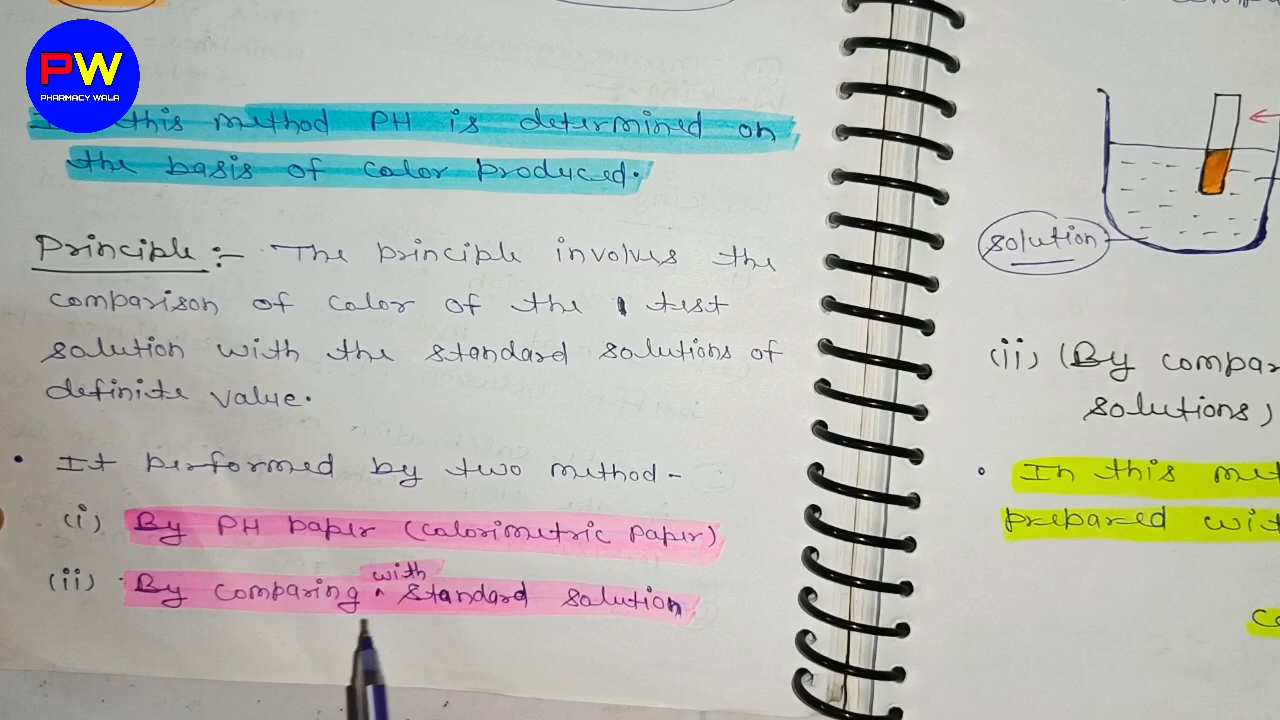 PW
PHARMACY WALA
this method PH is determined on
the basis of color produced.
Principle :- The principle involves the
comparison of color of the test
solution with the standard solutions of
definite value.
• It performed by two method -
(i) By PH paper (calorimetric paper)
(ii) By comparing with standard solution
solution
(ii) (By compar
solutions)
• In this met
prepared wit